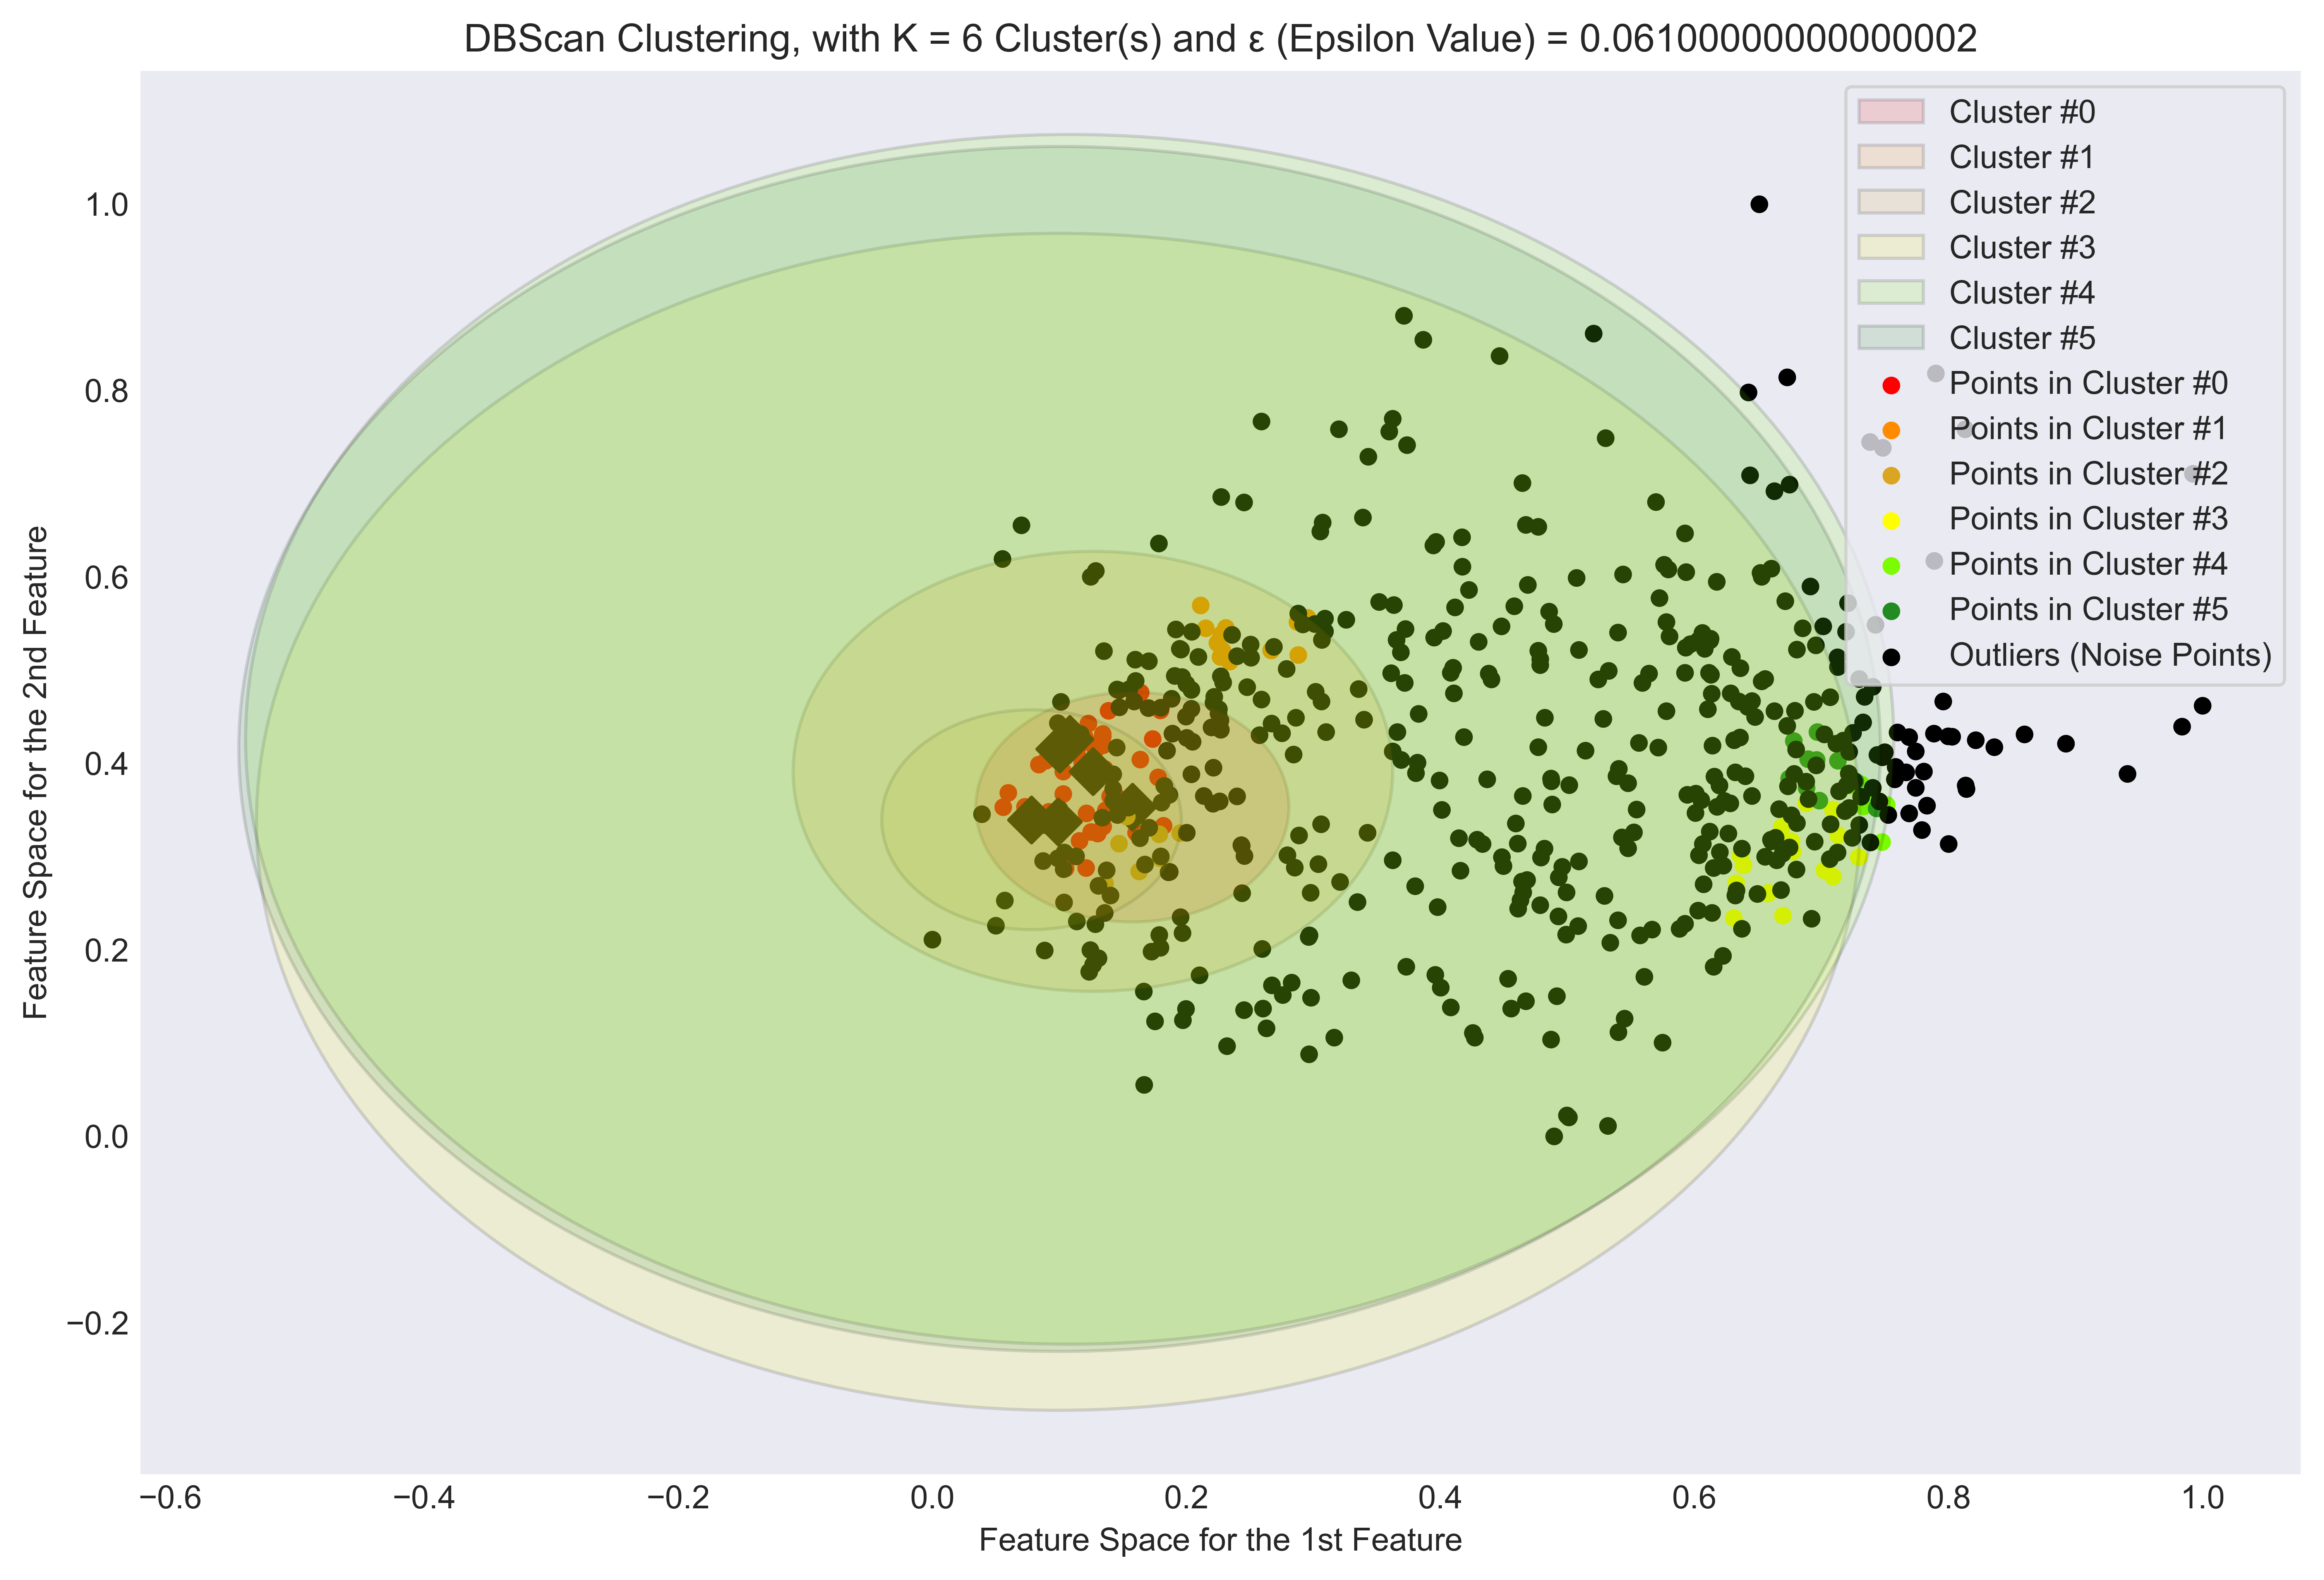 DBScan Clustering, with K = 6 Cluster(s) and ε (Epsilon Value) = 0.06100000000000002
Cluster #0
Cluster #1
Cluster #2
Cluster #3
Cluster #4
Cluster #5
Points in Cluster #0
Points in Cluster #1
Points in Cluster #2
Points in Cluster #3
Points in Cluster #4
Points in Cluster #5
Outliers (Noise Points)
Feature Space for the 2nd Feature
1.0
0.8
0.6
0.4
0.2
0.0
−0.2
−0.6 −0.4 −0.2 0.0 0.2 0.4 0.6 0.8 1.0
Feature Space for the 1st Feature